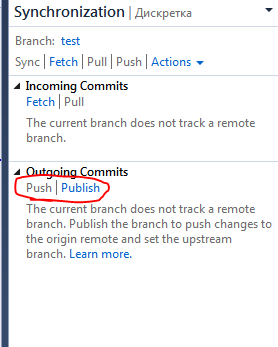 Synchronization | Дискретка
Branch: test
Sync | Fetch | Pull | Push | Actions
Incoming Commits
Fetch | Pull
The current branch does not track a remote
branch.
Outgoing Commits
Push | Publish
The current branch does not track a remote
branch. Publish the branch to push changes to
the origin remote and set the upstream
branch. Learn more.